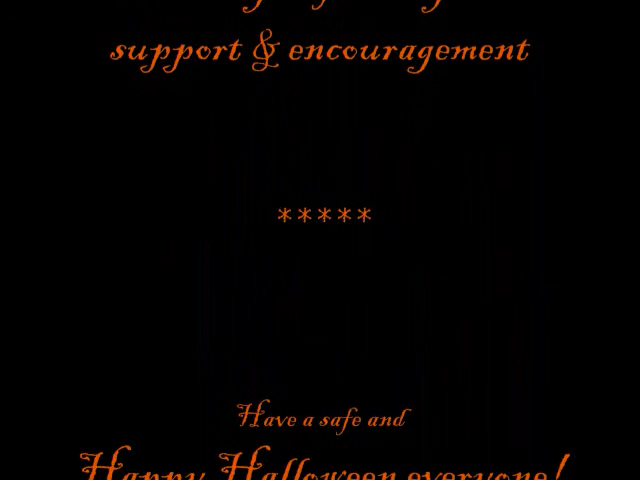 support & encouragement
*****
Have a safe and
Happy Halloween everyone!